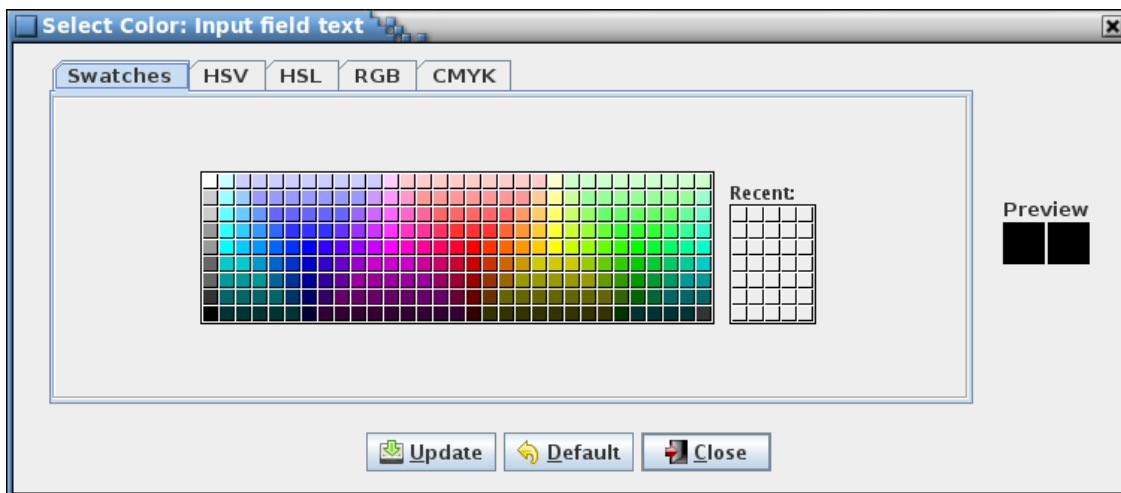 Select Color: Input field text
Swatches HSV HSL RGB CMYK
Recent:
Preview
Update Default Close